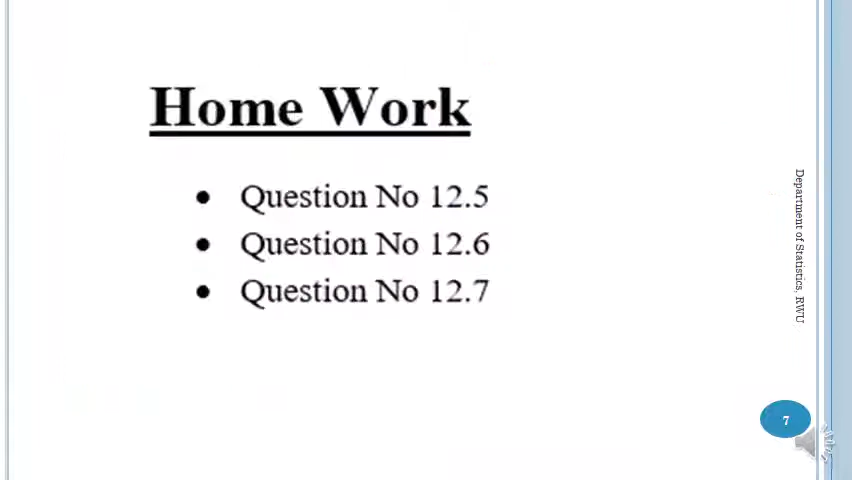 Home Work
• Question No 12.5
• Question No 12.6
• Question No 12.7
Department of Statistics, RWU
7